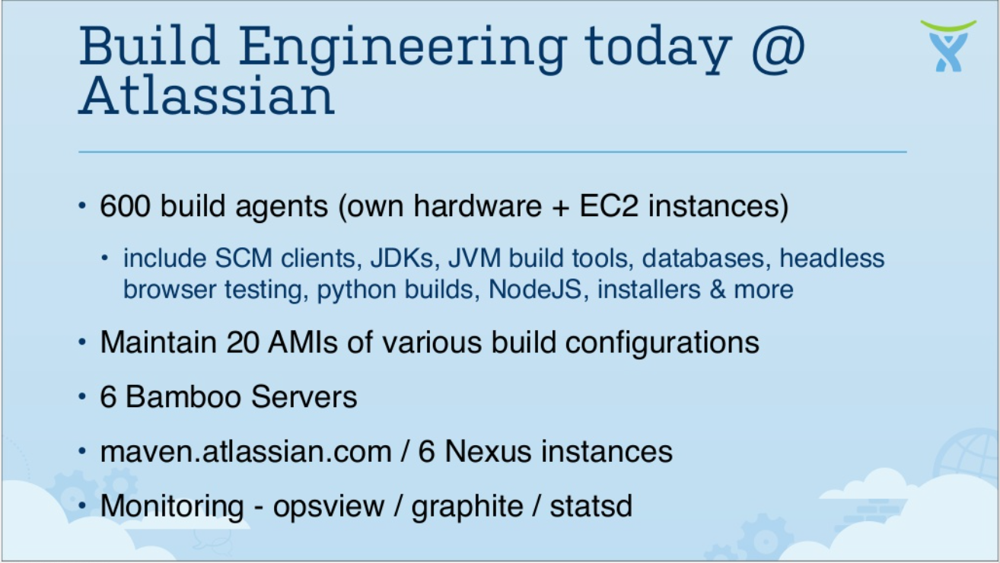 Build Engineering today @
Atlassian
• 600 build agents (own hardware + EC2 instances)
• include SCM clients, JDKs, JVM build tools, databases, headless
browser testing, python builds, NodeJS, installers & more
• Maintain 20 AMIs of various build configurations
• 6 Bamboo Servers
• maven.atlassian.com / 6 Nexus instances
• Monitoring - opsview / graphite / statsd